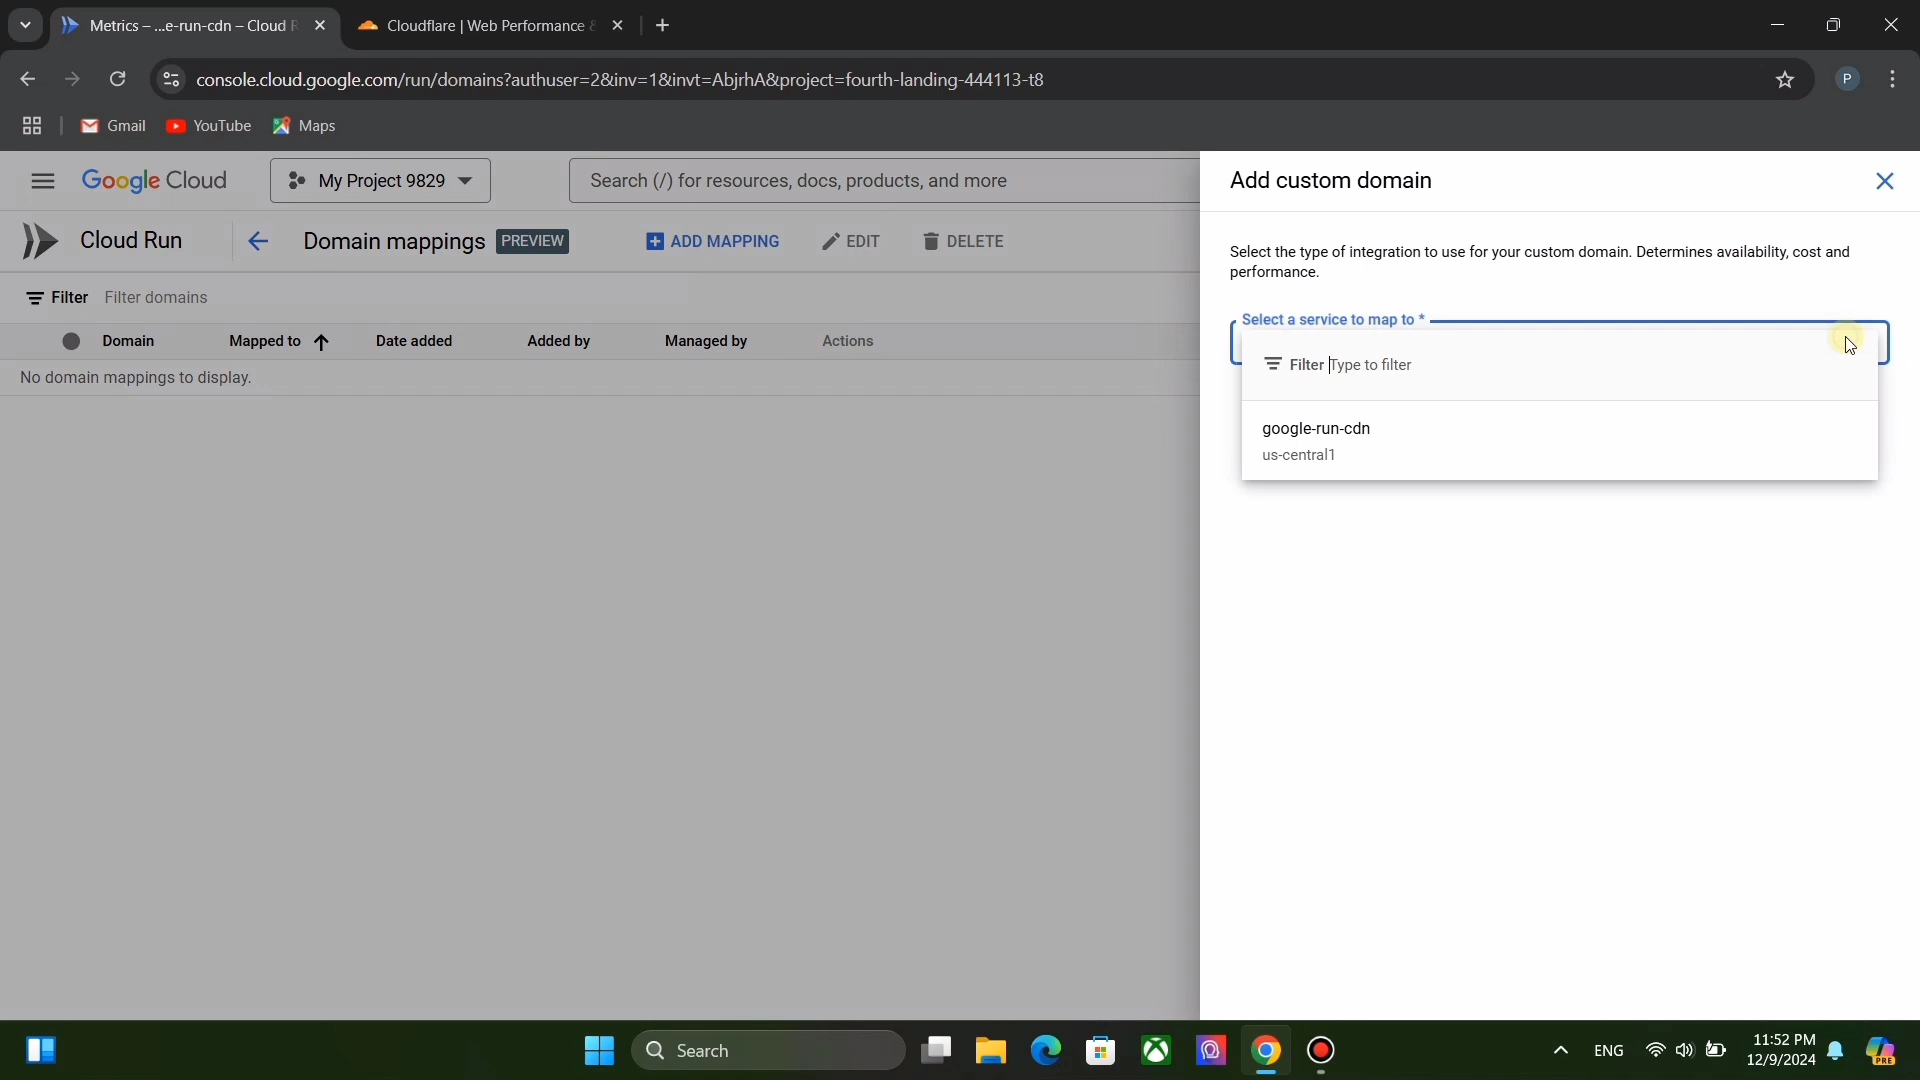 Metrics – ...e-run-cdn – Cloud R
Cloudflare | Web Performance &
console.cloud.google.com/run/domains?authuser=2&inv=1&invt=AbjrhA&project=fourth-landing-444113-t8
P
Gmail
YouTube
Maps
Google Cloud
My Project 9829
Search (/) for resources, docs, products, and more
Cloud Run
Domain mappings
PREVIEW
ADD MAPPING
EDIT
DELETE
Filter
Filter domains
Domain
Mapped to
Date added
Added by
Managed by
Actions
No domain mappings to display.
Add custom domain
Select the type of integration to use for your custom domain. Determines availability, cost and
performance.
Select a service to map to *
Filter
Type to filter
google-run-cdn
us-central1
Search
ENG
11:52 PM
12/9/2024
PRE